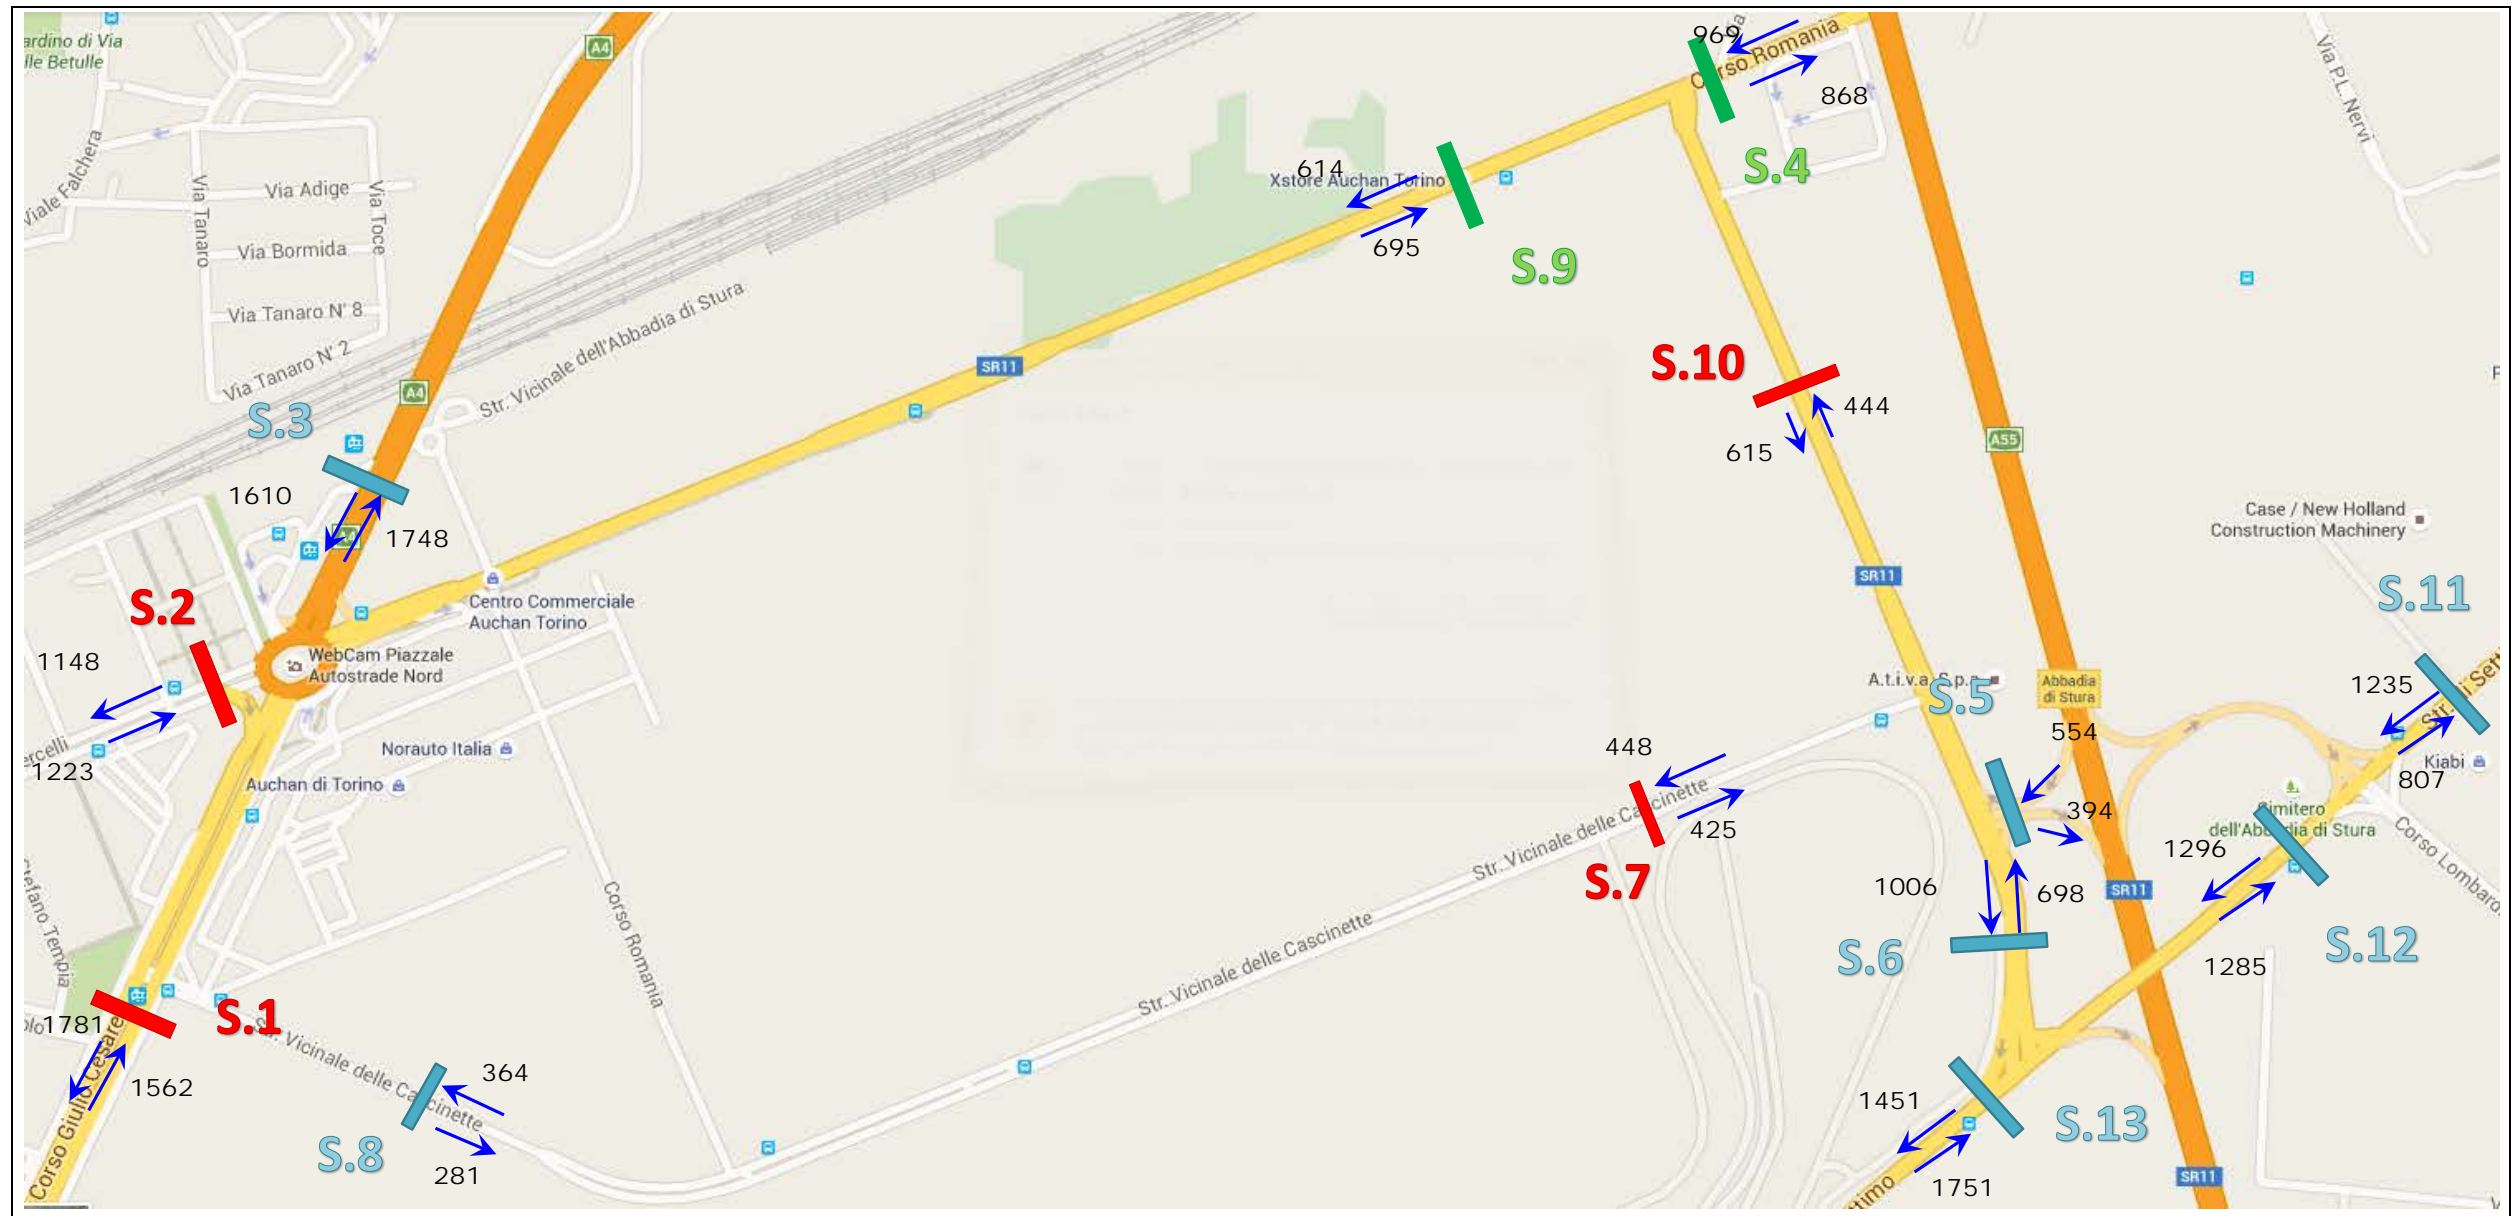 ardino di Via
lle Betulle
A4
969
Corso Romania
868
Via P.L. Nervi
S.4
Viale Falchera
Via Adige
Via Tanaro
Via Toce
Via Bormida
Via Tanaro N° 8
Via Tanaro N° 2
614
Xstore Auchan Torino
695
S.9
Str. Vicinale dell'Abbadia di Stura
SR11
A4
S.3
S.10
444
615
A55
1610
1748
Case / New Holland
Construction Machinery
SR11
S.2
Centro Commerciale
Auchan Torino
S.11
1148
WebCam Piazzale
Autostrade Nord
A.t.i.v.a. S.p.a.
S.5
Abbadia
di Stura
1235
554
ercelli
1223
Norauto Italia
448
Kiabi
807
Auchan di Torino
425
394
Cimitero
dell'Abbadia di Stura
1296
Str. Vicinale delle Cascinette
S.7
Corso Lombardi
SR11
1006
698
Corso Romania
Str. Vicinale delle Cascinette
S.6
S.12
1285
1781
S.1
Str. Vicinale delle Cascinette
364
1562
Corso Giulio Cesare
S.8
281
1451
S.13
1751
SR11
ttimo